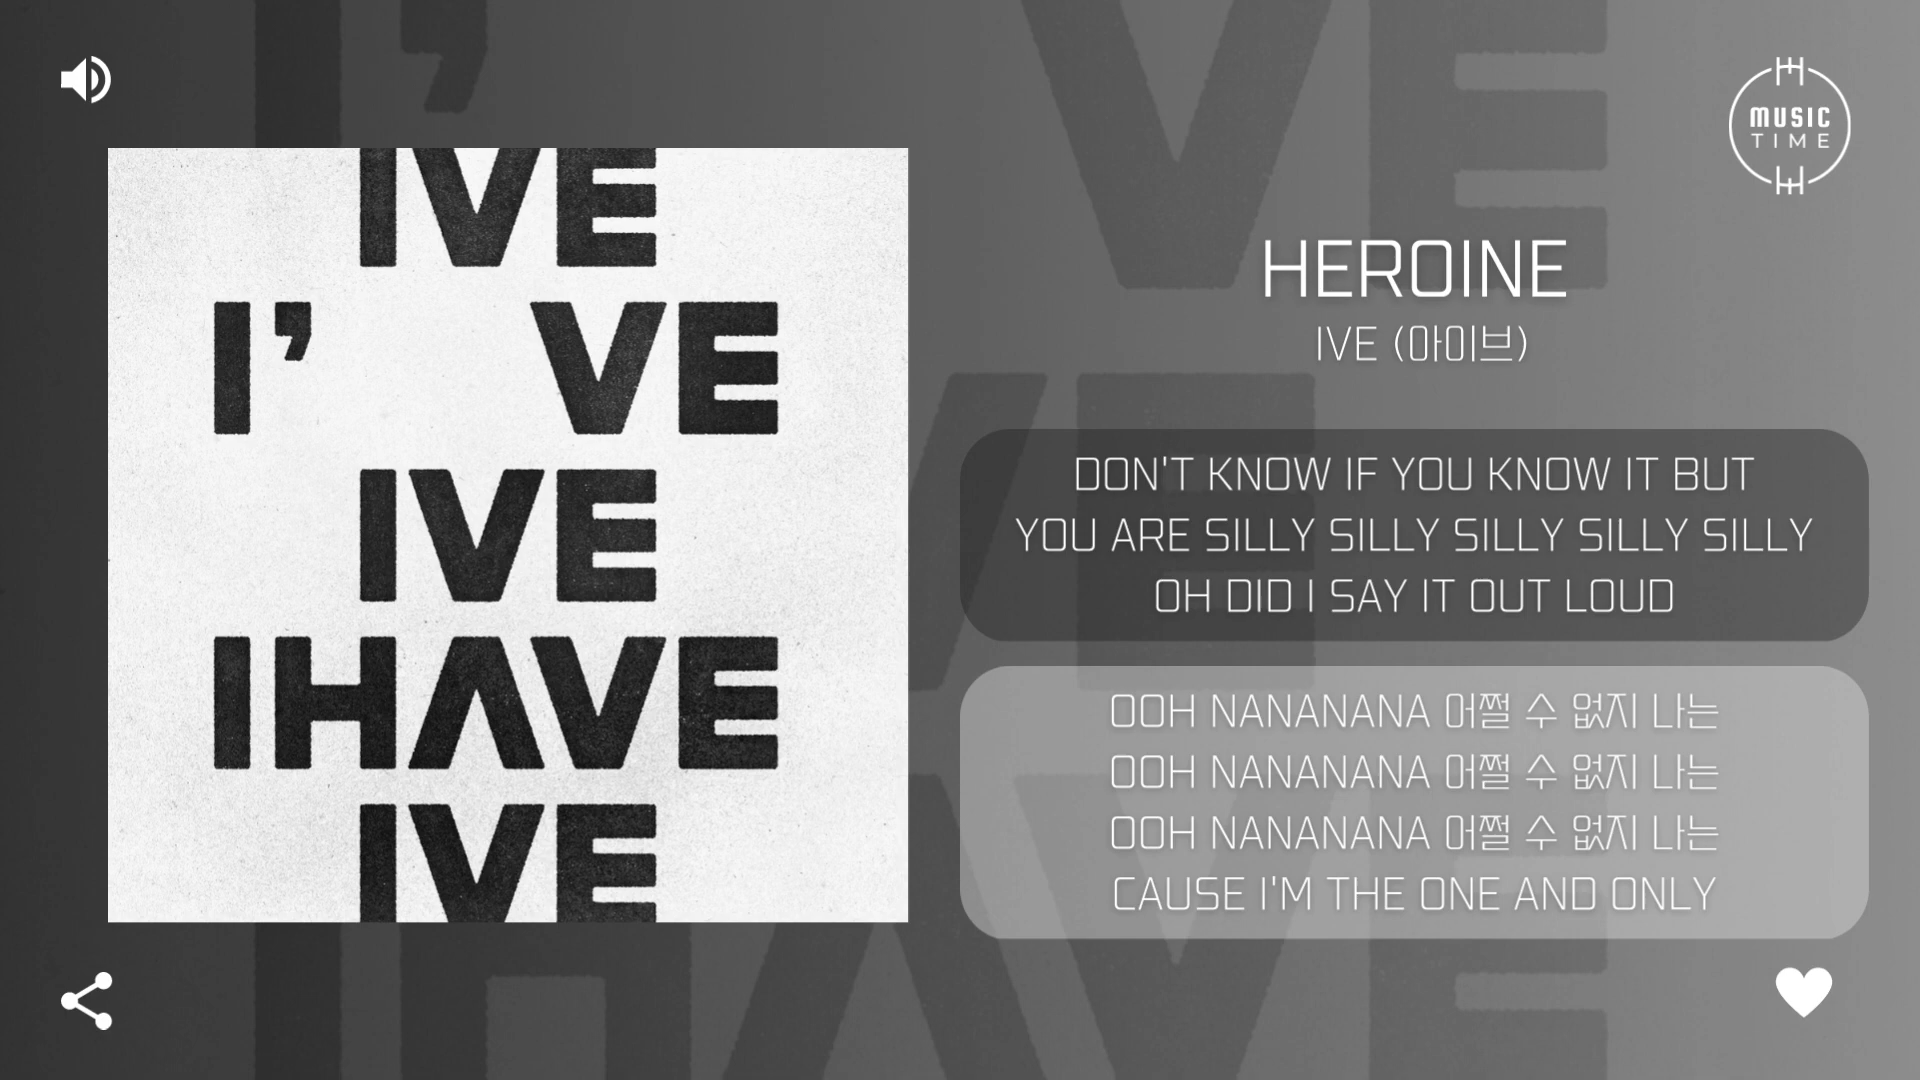 IVE
I' VE
IVE
IHAVE
IVE
MUSIC
TIME
HEROINE
IVE (아이브)
DON'T KNOW IF YOU KNOW IT BUT
YOU ARE SILLY SILLY SILLY SILLY SILLY
OH DID I SAY IT OUT LOUD
OOH NANANANA 어쩔 수 없지 나는
OOH NANANANA 어쩔 수 없지 나는
OOH NANANANA 어쩔 수 없지 나는
CAUSE I'M THE ONE AND ONLY